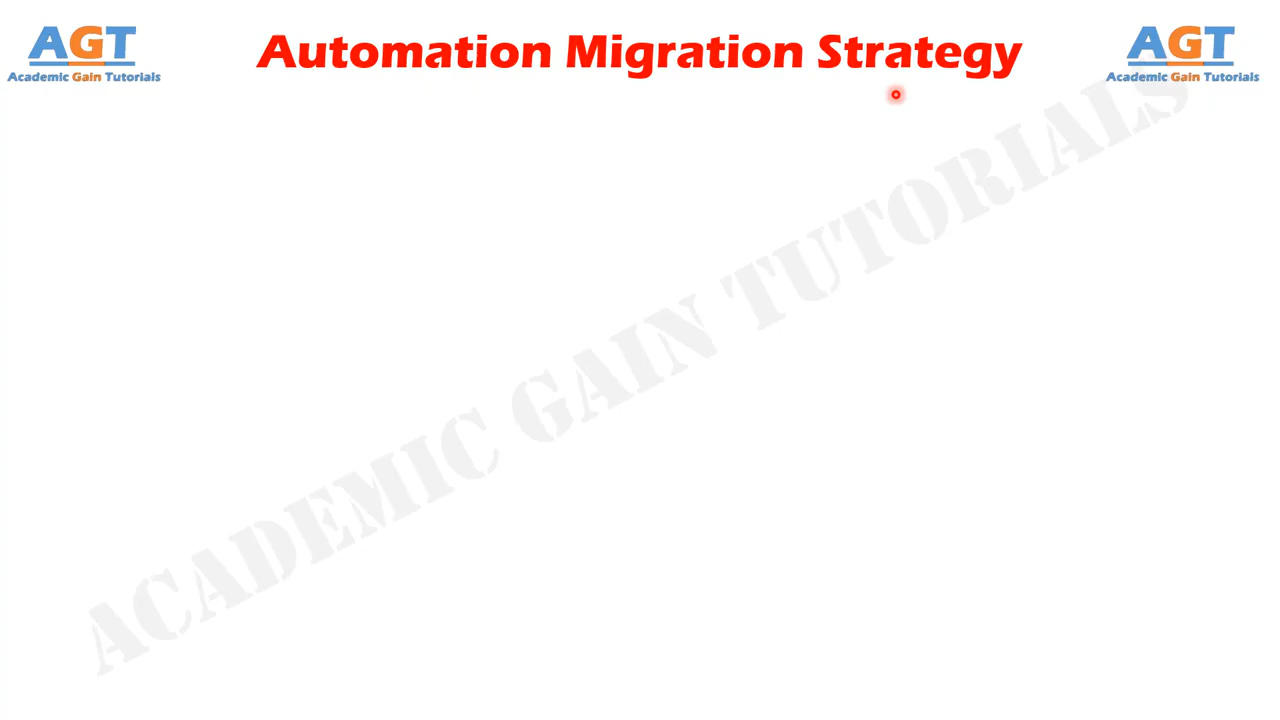 AGT
Academic Gain Tutorials
Automation Migration Strategy
AGT
Academic Gain Tutorials
ACADEMIC GAIN TUTORIALS